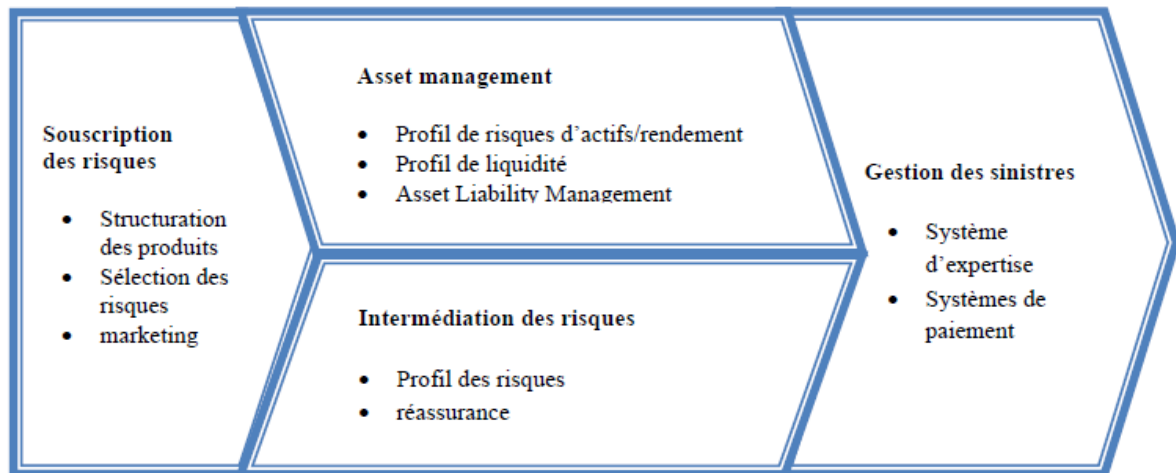 Souscription
des risques
• Structuration
des produits
• Sélection des
risques
• marketing
Asset management
• Profil de risques d’actifs/rendement
• Profil de liquidité
• Asset Liability Management
Intermédiation des risques
• Profil des risques
• réassurance
Gestion des sinistres
• Système
d’expertise
• Systèmes de
paiement